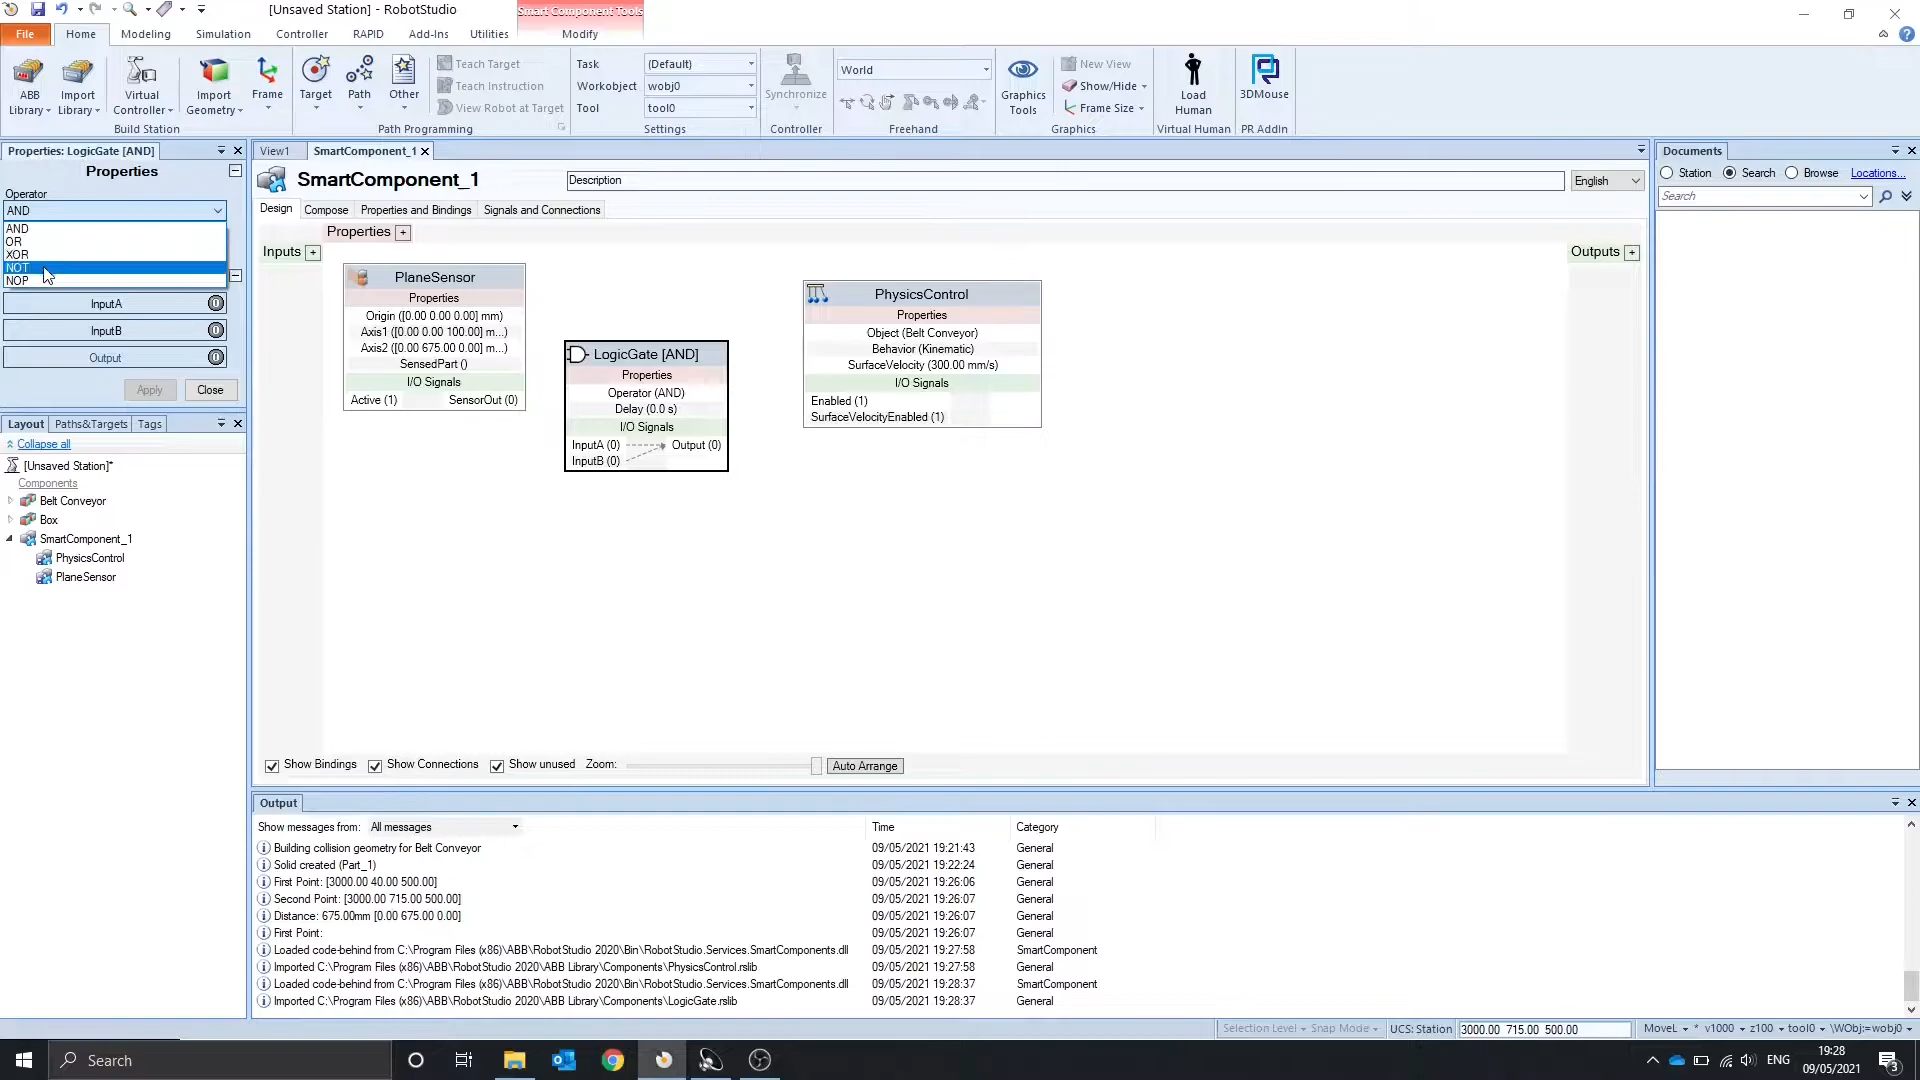 [Unsaved Station] - RobotStudio
Smart Component Tools
File
Home
Modeling
Simulation
Controller
RAPID
Add-Ins
Utilities
Modify
ABB Library
Import Library
Virtual Controller
Import Geometry
Frame
Build Station
Target
Path
Other
Teach Target
Teach Instruction
View Robot at Target
Path Programming
Task (Default)
Workobject wobj0
Tool tool0
Settings
Synchronize
Controller
World
Freehand
Graphics Tools
New View
Show/Hide
Frame Size
Graphics
Load Human
Virtual Human
3DMouse
PR AddIn
Properties: LogicGate [AND]
Properties
Operator
AND
AND
OR
XOR
NOT
NOP
InputA
InputB
Output
Apply
Close
Layout
Paths&Targets
Tags
Collapse all
[Unsaved Station]*
Components
Belt Conveyor
Box
SmartComponent_1
PhysicsControl
PlaneSensor
View1
SmartComponent_1
SmartComponent_1
Description
English
Design
Compose
Properties and Bindings
Signals and Connections
Properties +
Inputs +
Outputs +
PlaneSensor
Properties
Origin ([0.00 0.00 0.00] mm)
Axis1 ([0.00 0.00 100.00] m...)
Axis2 ([0.00 675.00 0.00] m...)
SensedPart ()
I/O Signals
Active (1)
SensorOut (0)
LogicGate [AND]
Properties
Operator (AND)
Delay (0.0 s)
I/O Signals
InputA (0)
Output (0)
InputB (0)
PhysicsControl
Properties
Object (Belt Conveyor)
Behavior (Kinematic)
SurfaceVelocity (300.00 mm/s)
I/O Signals
Enabled (1)
SurfaceVelocityEnabled (1)
Show Bindings
Show Connections
Show unused
Zoom:
Auto Arrange
Documents
Station
Search
Browse
Locations...
Search
Output
Show messages from: All messages
Time
Category
Building collision geometry for Belt Conveyor 09/05/2021 19:21:43 General
Solid created (Part_1) 09/05/2021 19:22:24 General
First Point: [3000.00 40.00 500.00] 09/05/2021 19:26:06 General
Second Point: [3000.00 715.00 500.00] 09/05/2021 19:26:07 General
Distance: 675.00mm [0.00 675.00 0.00] 09/05/2021 19:26:07 General
First Point: 09/05/2021 19:26:07 General
Loaded code-behind from C:\Program Files (x86)\ABB\RobotStudio 2020\Bin\RobotStudio.Services.SmartComponents.dll 09/05/2021 19:27:58 SmartComponent
Imported C:\Program Files (x86)\ABB\RobotStudio 2020\ABB Library\Components\PhysicsControl.rslib 09/05/2021 19:27:58 General
Loaded code-behind from C:\Program Files (x86)\ABB\RobotStudio 2020\Bin\RobotStudio.Services.SmartComponents.dll 09/05/2021 19:28:37 SmartComponent
Imported C:\Program Files (x86)\ABB\RobotStudio 2020\ABB Library\Components\LogicGate.rslib 09/05/2021 19:28:37 General
Selection Level
Snap Mode
UCS: Station
3000.00 715.00 500.00
MoveL * v1000 z100 tool0 \WObj:=wobj0
Search
ENG
19:28
09/05/2021
3